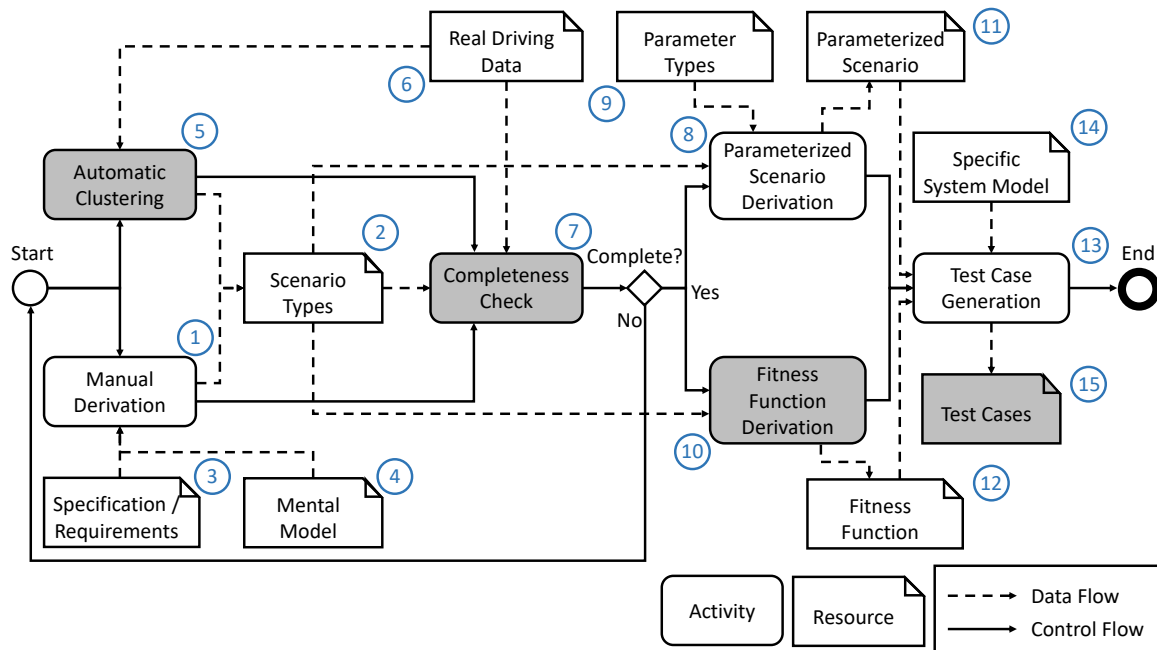 Real Driving
Data
6
Parameter
Types
9
Parameterized
Scenario
11
5
Automatic
Clustering
8
Parameterized
Scenario
Derivation
14
Specific
System Model
Start
2
Scenario
Types
7
Completeness
Check
Complete?
Yes
No
13
Test Case
Generation
End
1
Manual
Derivation
10
Fitness
Function
Derivation
15
Test Cases
3
Specification /
Requirements
4
Mental
Model
12
Fitness
Function
Activity
Resource
Data Flow
Control Flow